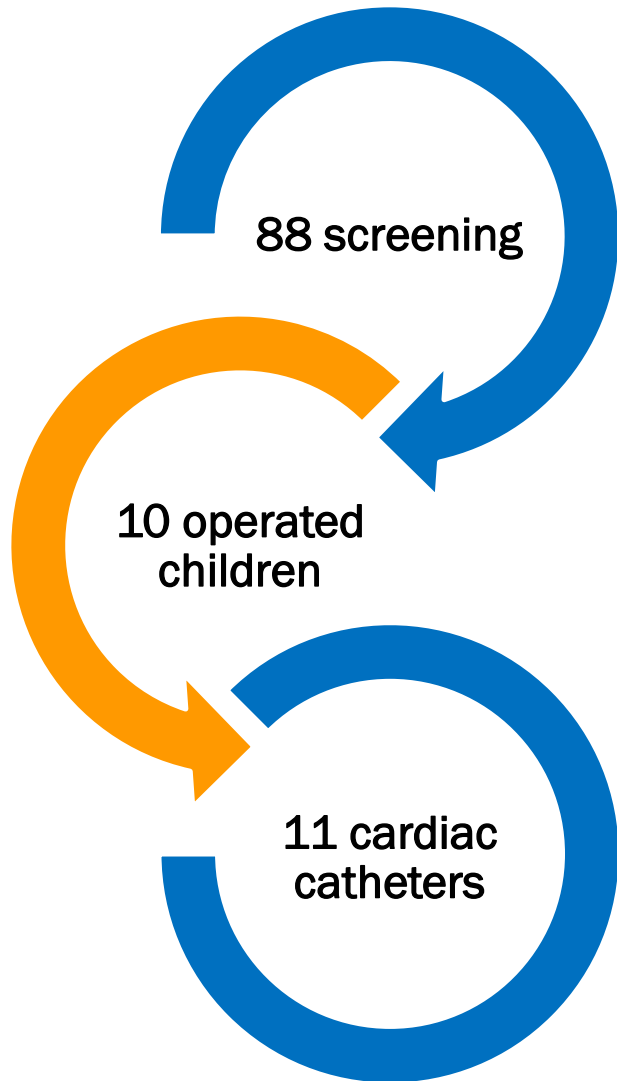 88 screening
10 operated
children
11 cardiac
catheters